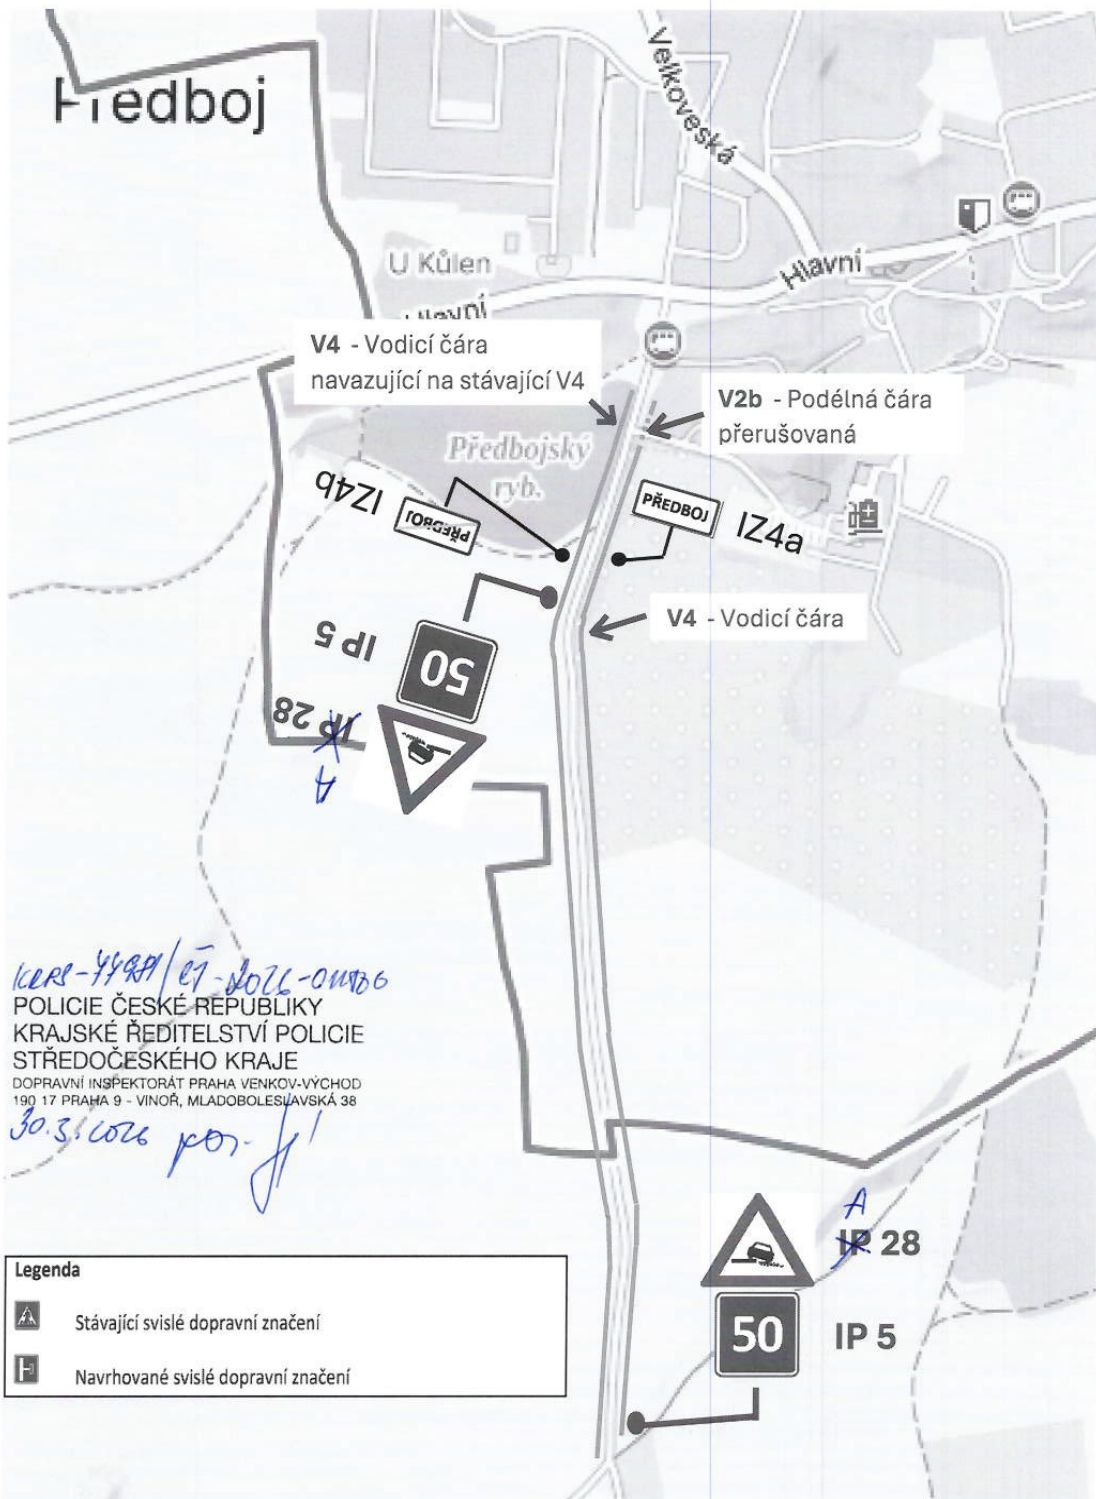 Předboj
Velkoveská
U Kůlen
Hlavní
Hlavní
V4 - Vodicí čára
navazující na stávající V4
V2b - Podélná čára
přerušovaná
Předbojský
ryb.
IZ4b
PŘEDBOJ
PŘEDBOJ
IZ4a
V4 - Vodicí čára
IP 5
50
IP 28
A
POLICIE ČESKÉ REPUBLIKY
KRAJSKÉ ŘEDITELSTVÍ POLICIE
STŘEDOČESKÉHO KRAJE
DOPRAVNÍ INSPEKTORÁT PRAHA VENKOV-VÝCHOD
190 17 PRAHA 9 - VINOŘ, MLADOBOLESLAVSKÁ 38
30.3.2026
A
IP 28
50
IP 5
Legenda
Stávající svislé dopravní značení
Navrhované svislé dopravní značení